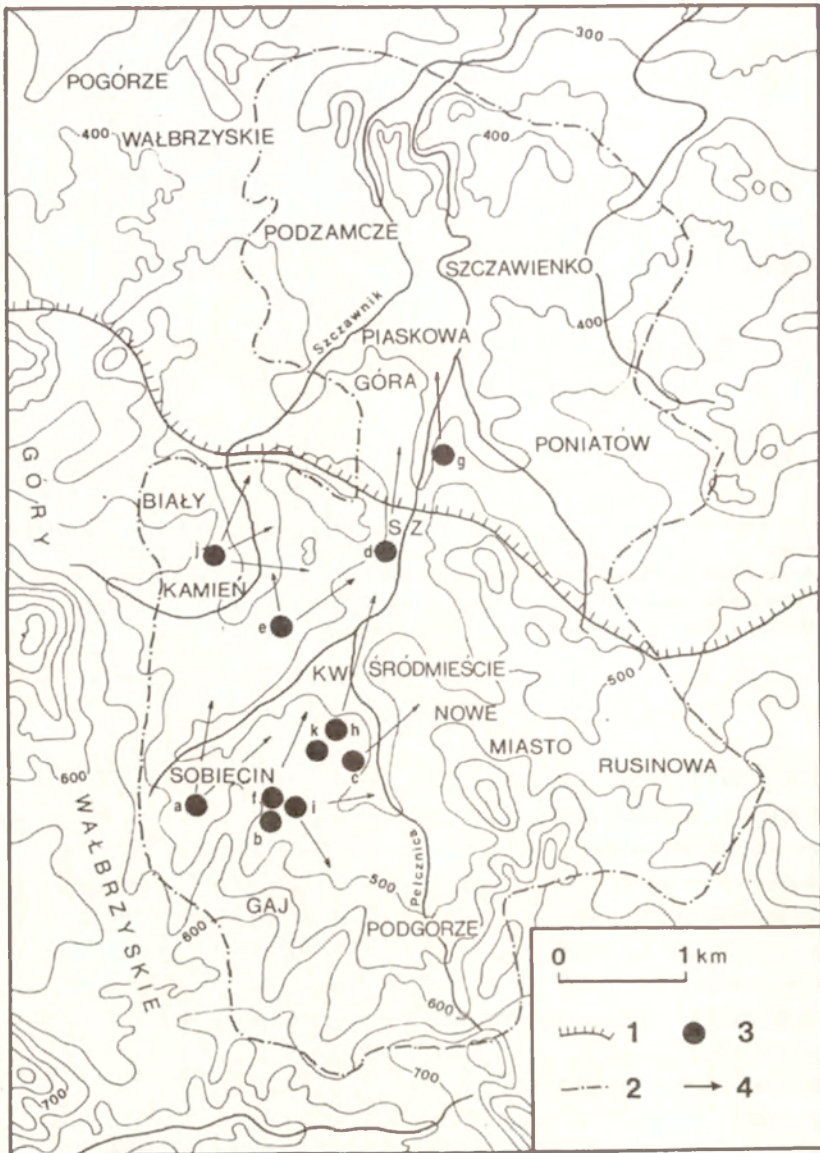 300
POGÓRZE
WAŁBRZYSKIE
400
400
PODZAMCZE
SZCZAWIENKO
Szczawnik
PIASKOWA
400
GÓRA
PONIATÓW
g
GÓRY
BIAŁY
S Z
j
d
KAMIEN
e
KW.
ŚRÓDMIEŚCIE
500
NOWE
h
k
MIASTO
c
RUSINOWA
600
SOBIĘCIN
f
a
i
b
WAŁBRZYSKIE
Pełcznica
500
GAJ
PODGÓRZE
600
0 1 km
600
1 3
2 4
700
700